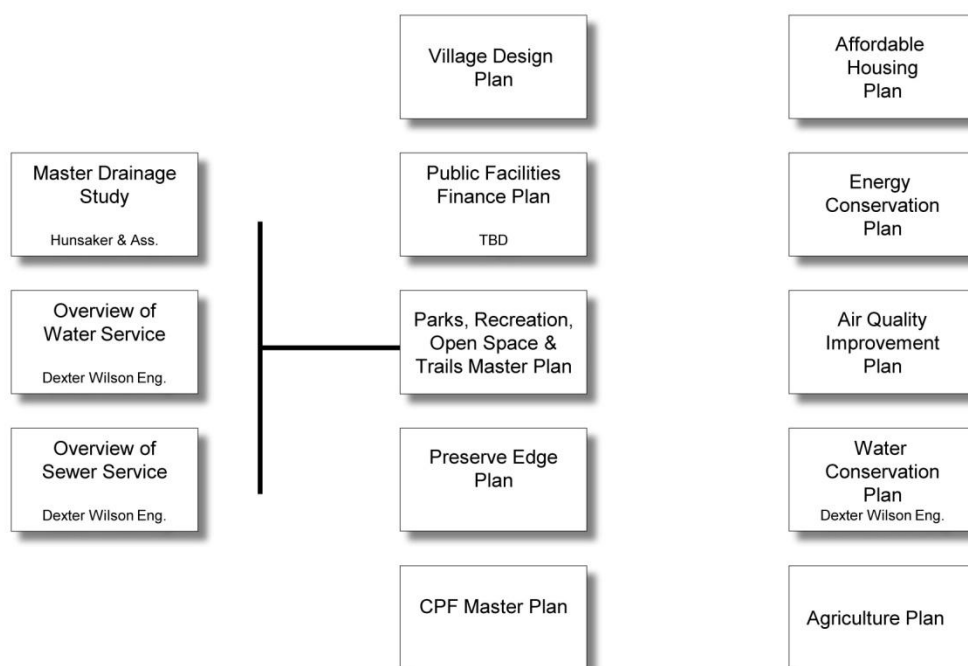 Village Design
Plan
Affordable
Housing
Plan
Master Drainage
Study
Hunsaker & Ass.
Public Facilities
Finance Plan
TBD
Energy
Conservation
Plan
Overview of
Water Service
Dexter Wilson Eng.
Parks, Recreation,
Open Space &
Trails Master Plan
Air Quality
Improvement
Plan
Overview of
Sewer Service
Dexter Wilson Eng.
Preserve Edge
Plan
Water
Conservation
Plan
Dexter Wilson Eng.
CPF Master Plan
Agriculture Plan